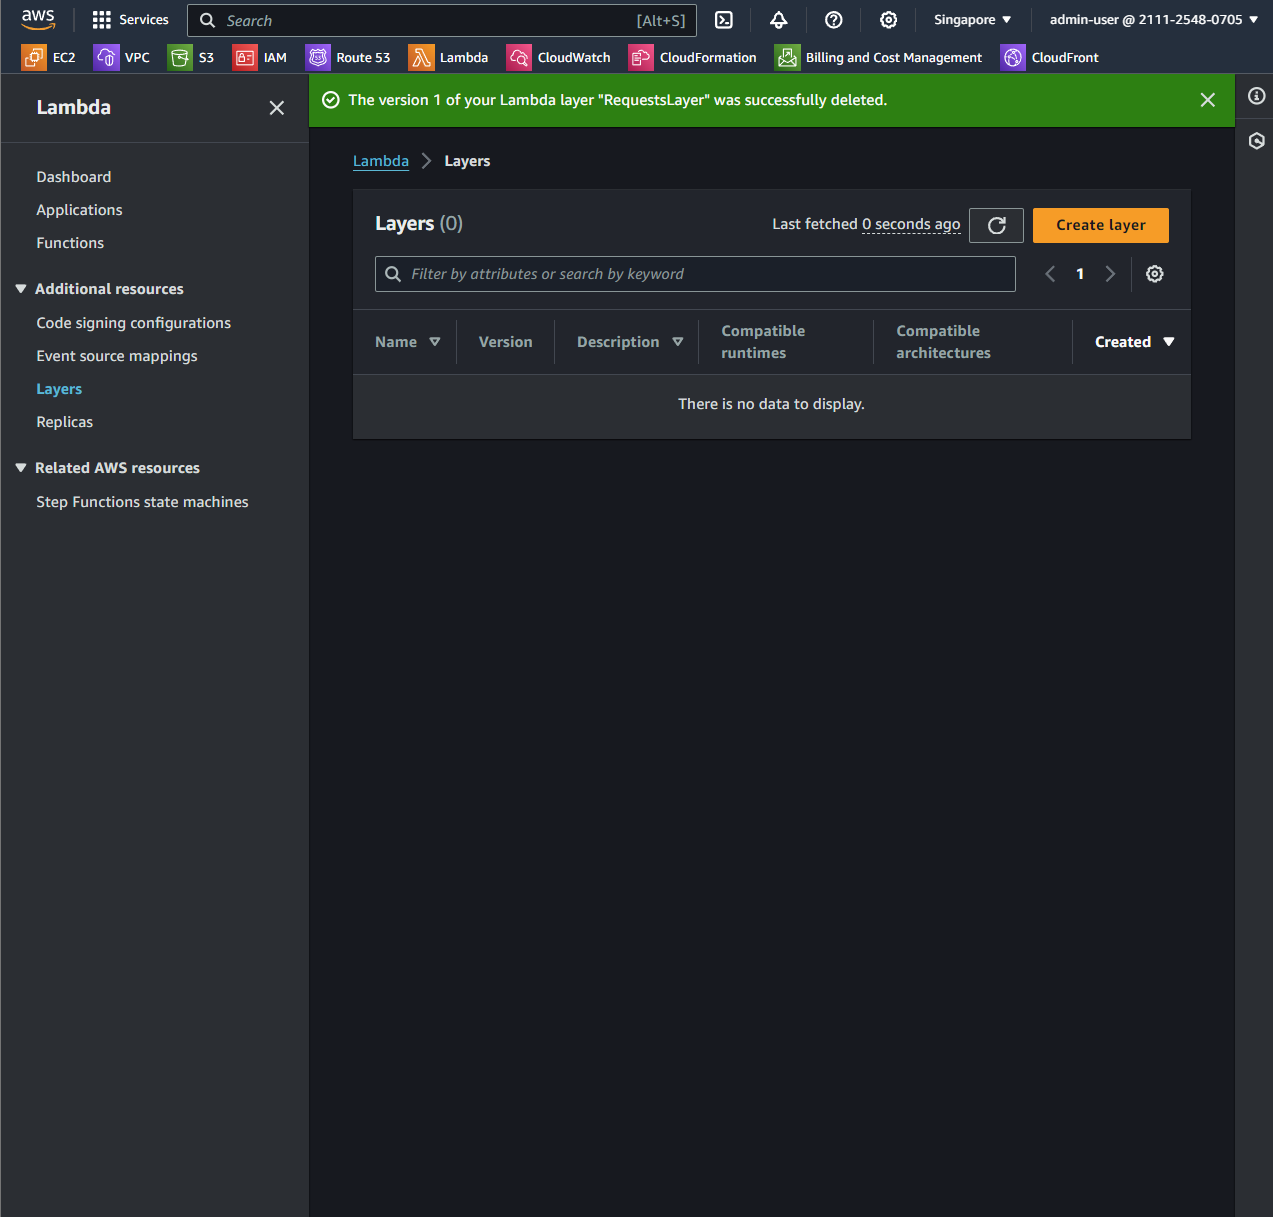 aws Services Search [Alt+S] Singapore admin-user @ 2111-2548-0705
EC2 VPC S3 IAM Route 53 Lambda CloudWatch CloudFormation Billing and Cost Management CloudFront
Lambda
Dashboard
Applications
Functions
Additional resources
Code signing configurations
Event source mappings
Layers
Replicas
Related AWS resources
Step Functions state machines
The version 1 of your Lambda layer "RequestsLayer" was successfully deleted.
Lambda Layers
Layers (0) Last fetched 0 seconds ago Create layer
Filter by attributes or search by keyword 1
Name Version Description Compatible runtimes Compatible architectures Created
There is no data to display.